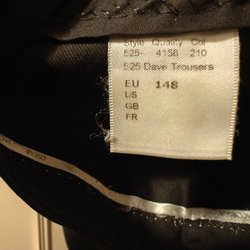 Style Quality Col
525- 4158 210
525 Dave Trousers
EU 148
US
GB
FR